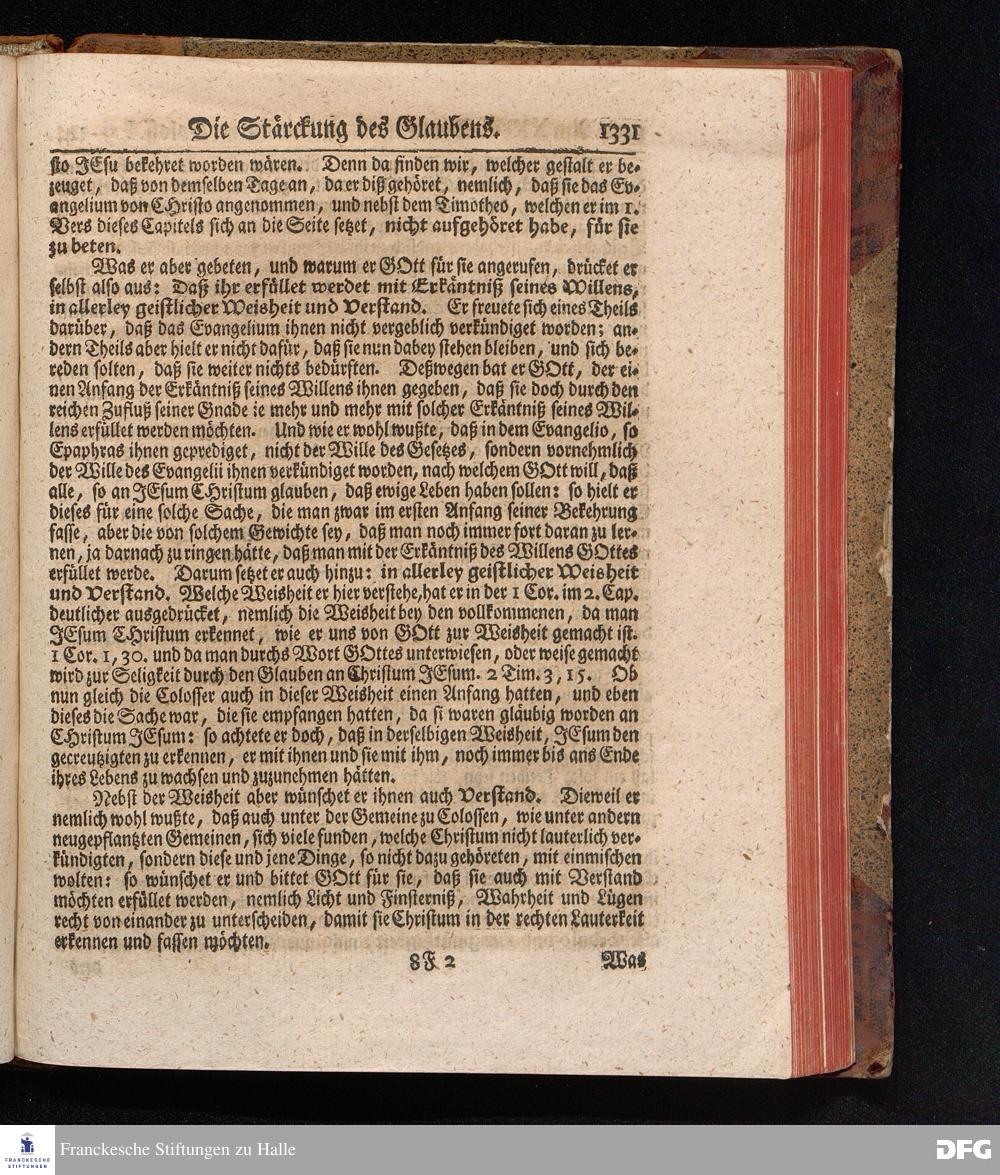 Die Stärckung des Glaubens. 1331
sto JEsu bekehret worden wären. Denn da finden wir, welcher gestalt er be-
zeuget, daß von demselben Tage an, da er diß gehöret, nemlich, daß sie das Ev-
angelium von CHristo angenommen, und nebst dem Timotheo, welchen er im 1.
Vers dieses Capitels sich an die Seite setzet, nicht aufgehöret habe, für sie
zu beten.
Was er aber gebeten, und warum er GOtt für sie angerufen, drücket er
selbst also aus: Daß ihr erfüllet werdet mit Erkäntniß seines Willens,
in allerley geistlicher Weisheit und Verstand. Er freuete sich eines Theils
darüber, daß das Evangelium ihnen nicht vergeblich verkündiget worden; an-
dern Theils aber hielt er nicht dafür, daß sie nun dabey stehen bleiben, und sich be-
reden solten, daß sie weiter nichts bedürften. Deßwegen bat er GOtt, der ei-
nen Anfang der Erkäntniß seines Willens ihnen gegeben, daß sie doch durch den
reichen Zufluß seiner Gnade ie mehr und mehr mit solcher Erkäntniß seines Wil-
lens erfüllet werden möchten. Und wie er wohl wußte, daß in dem Evangelio, so
Epaphras ihnen geprediget, nicht der Wille des Gesetzes, sondern vornehmlich
der Wille des Evangelii ihnen verkündiget worden, nach welchem GOtt will, daß
alle, so an JEsum CHristum glauben, daß ewige Leben haben sollen: so hielt er
dieses für eine solche Sache, die man zwar im ersten Anfang seiner Bekehrung
fasse, aber die von solchem Gewichte sey, daß man noch immer fort daran zu ler-
nen, ja darnach zu ringen hätte, daß man mit der Erkäntniß des Willens GOttes
erfüllet werde. Darum setzet er auch hinzu: in allerley geistlicher Weisheit
und Verstand. Welche Weisheit er hier verstehe, hat er in der 1 Cor. im 2. Cap.
deutlicher ausgedrücket, nemlich die Weisheit bey den vollkommenen, da man
JEsum CHristum erkennet, wie er uns von GOtt zur Weisheit gemacht ist.
1 Cor. 1, 30. und da man durchs Wort GOttes unterwiesen, oder weise gemacht
wird zur Seligkeit durch den Glauben an Christum JEsum. 2 Tim. 3, 15. Ob
nun gleich die Colosser auch in dieser Weisheit einen Anfang hatten, und eben
dieses die Sache war, die sie empfangen hatten, da si waren gläubig worden an
CHristum JEsum: so achtete er doch, daß in derselbigen Weisheit, JEsum den
gecreutzigten zu erkennen, er mit ihnen und sie mit ihm, noch immer bis ans Ende
ihres Lebens zu wachsen und zuzunehmen hätten.
Nebst der Weisheit aber wünschet er ihnen auch Verstand. Dieweil er
nemlich wohl wußte, daß auch unter der Gemeine zu Colossen, wie unter andern
neugepflantzten Gemeinen, sich viele funden, welche Christum nicht lauterlich ver-
kündigten, sondern diese und jene Dinge, so nicht dazu gehöreten, mit einmischen
wolten: so wünschet er und bittet GOtt für sie, daß sie auch mit Verstand
möchten erfüllet werden, nemlich Licht und Finsterniß, Wahrheit und Lügen
recht von einander zu unterscheiden, damit sie Christum in der rechten Lauterkeit
erkennen und fassen möchten.
8F 2 Was
FRANCKESCHE
STIFTUNGEN
Franckesche Stiftungen zu Halle
DFG